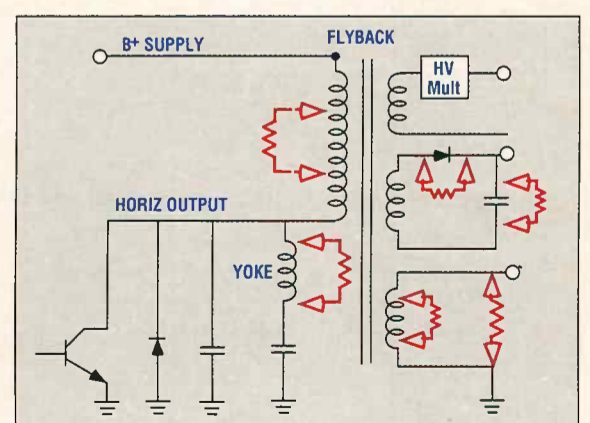 B+ SUPPLY
FLYBACK
HV
Mult
HORIZ OUTPUT
YOKE